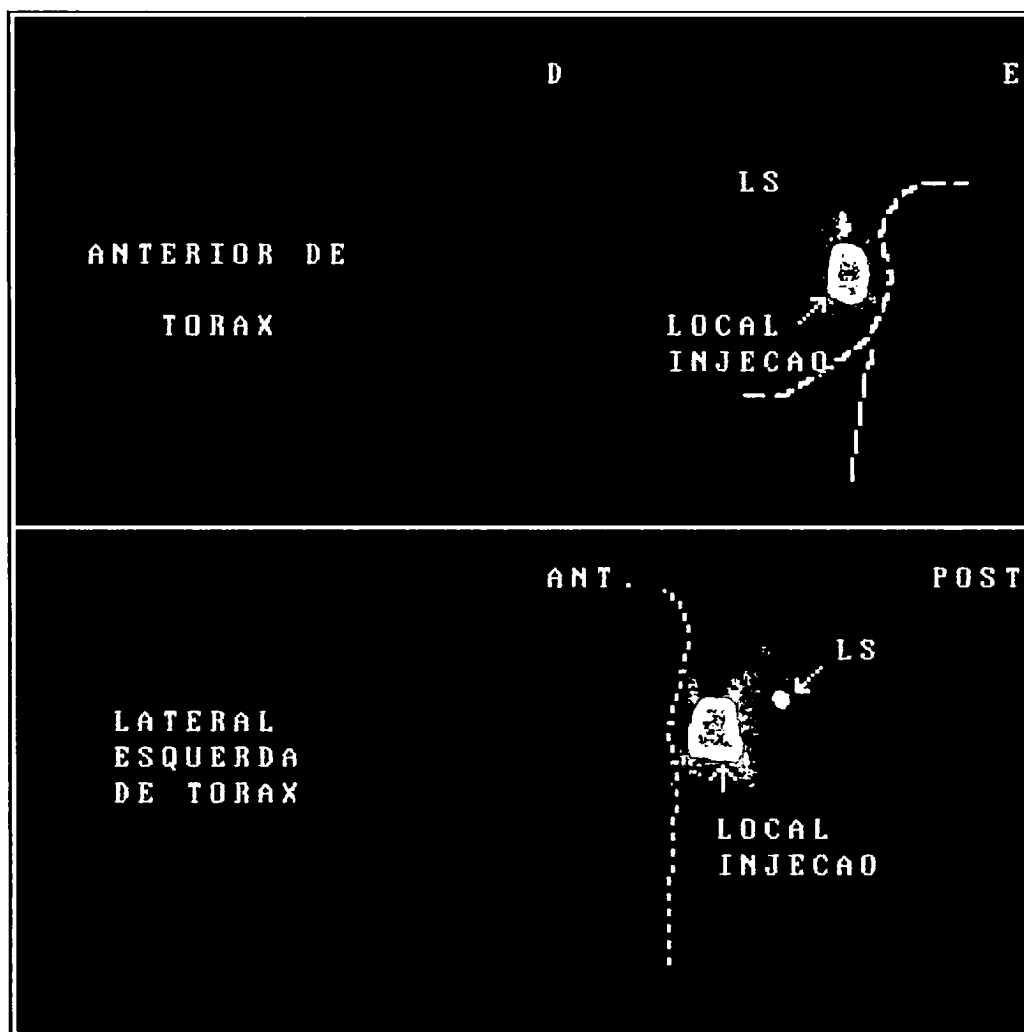 D E
LS
ANTERIOR DE
TORAX
LOCAL
INJECAO
ANT. POST
LS
LATERAL
ESQUERDA
DE TORAX
LOCAL
INJECAO